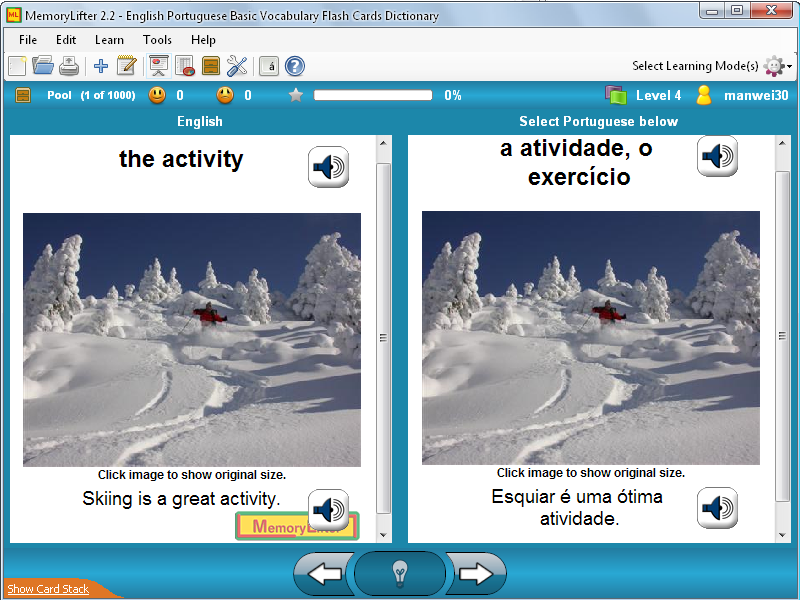 MemoryLifter 2.2 - English Portuguese Basic Vocabulary Flash Cards Dictionary
File Edit Learn Tools Help
á
Select Learning Mode(s)
Pool (1 of 1000) 0 0 0% Level 4 manwei30
English
Select Portuguese below
the activity
a atividade, o
exercício
Click image to show original size.
Click image to show original size.
Skiing is a great activity.
Esquiar é uma ótima
atividade.
MemoryLifter
Show Card Stack